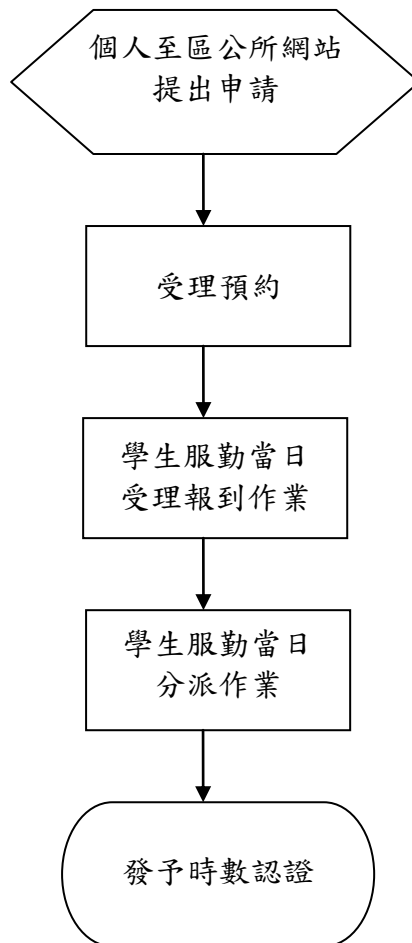 個人至區公所網站
提出申請
受理預約
學生服勤當日
受理報到作業
學生服勤當日
分派作業
發予時數認證